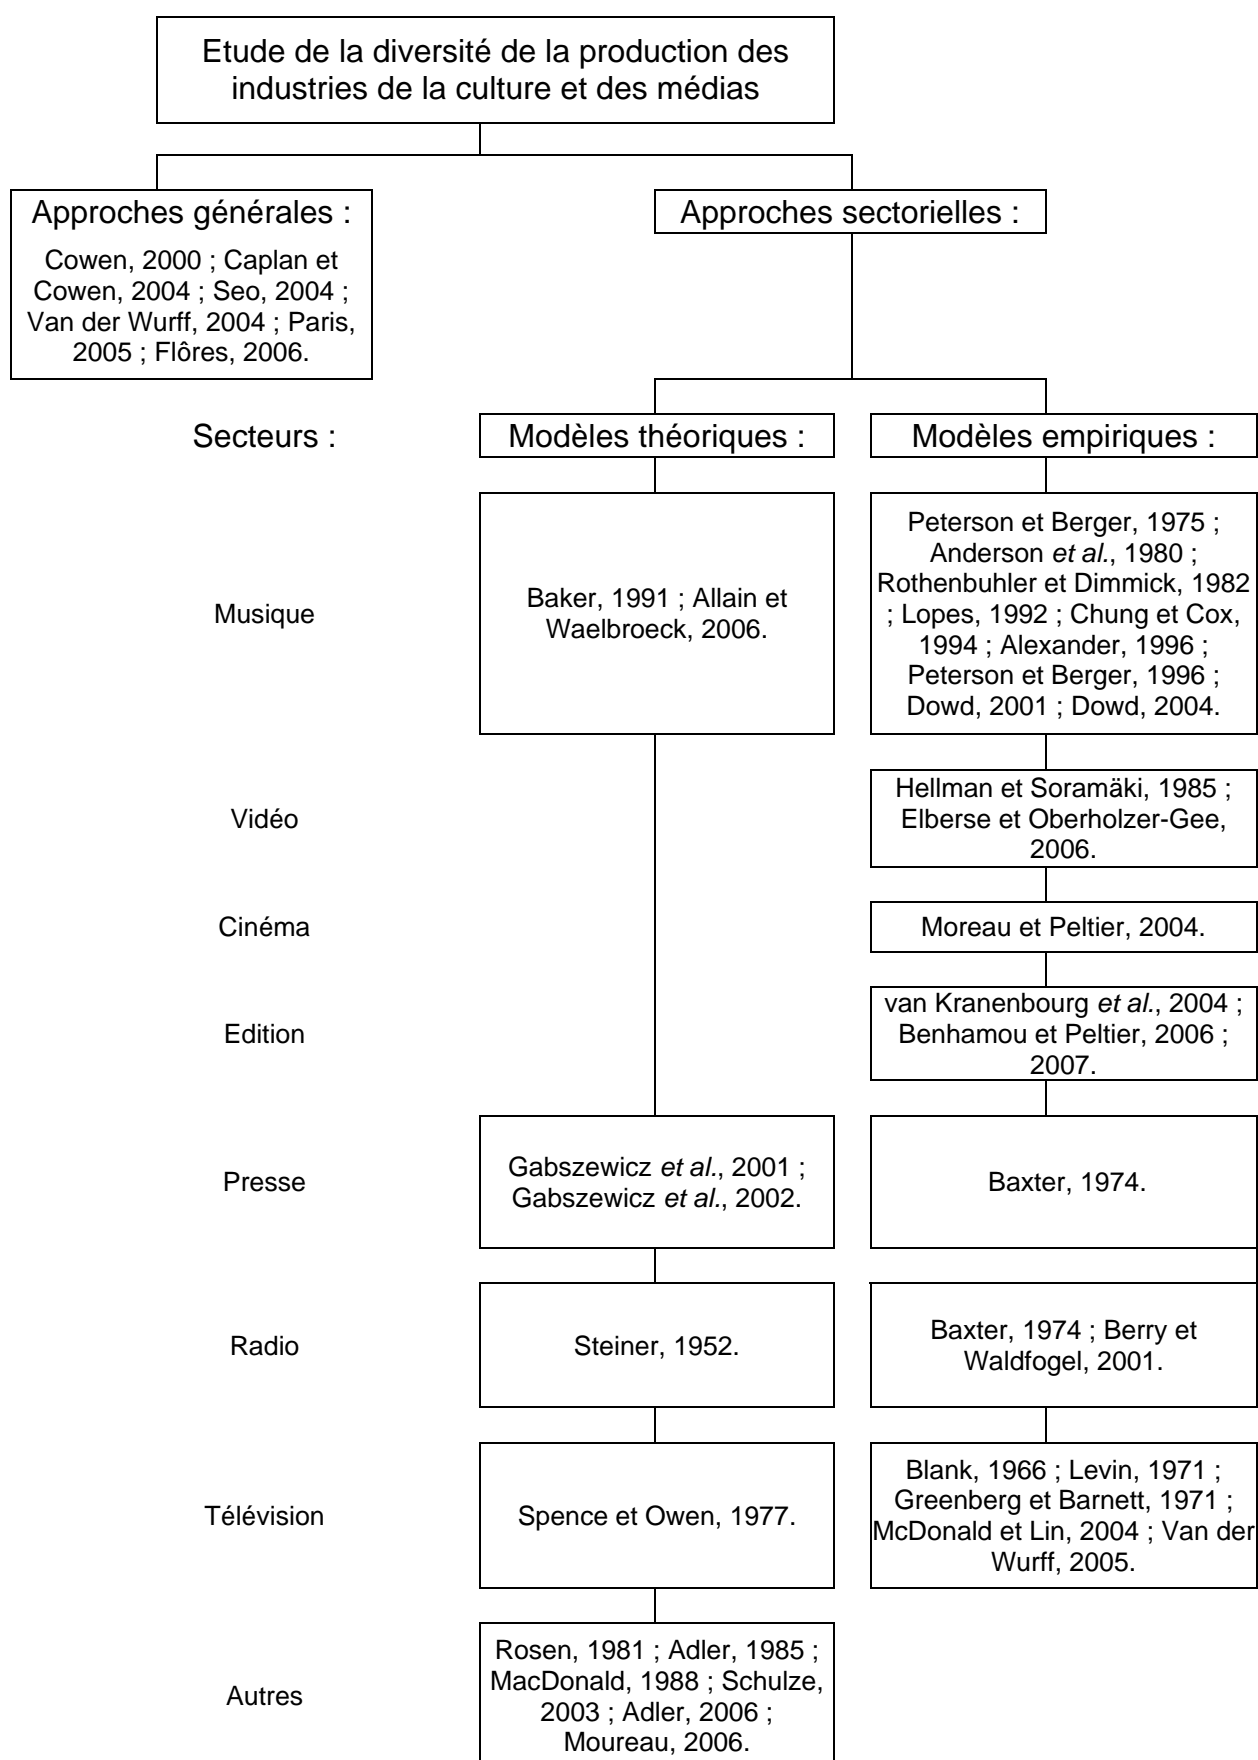 Etude de la diversité de la production des
industries de la culture et des médias
Approches générales :
Cowen, 2000 ; Caplan et
Cowen, 2004 ; Seo, 2004 ;
Van der Wurff, 2004 ; Paris,
2005 ; Flôres, 2006.
Approches sectorielles :
Secteurs :
Modèles théoriques :
Modèles empiriques :
Musique
Baker, 1991 ; Allain et
Waelbroeck, 2006.
Peterson et Berger, 1975 ;
Anderson et al., 1980 ;
Rothenbuhler et Dimmick, 1982
; Lopes, 1992 ; Chung et Cox,
1994 ; Alexander, 1996 ;
Peterson et Berger, 1996 ;
Dowd, 2001 ; Dowd, 2004.
Vidéo
Hellman et Soramäki, 1985 ;
Elberse et Oberholzer-Gee,
2006.
Cinéma
Moreau et Peltier, 2004.
Edition
van Kranenbourg et al., 2004 ;
Benhamou et Peltier, 2006 ;
2007.
Presse
Gabszewicz et al., 2001 ;
Gabszewicz et al., 2002.
Baxter, 1974.
Radio
Steiner, 1952.
Baxter, 1974 ; Berry et
Waldfogel, 2001.
Télévision
Spence et Owen, 1977.
Blank, 1966 ; Levin, 1971 ;
Greenberg et Barnett, 1971 ;
McDonald et Lin, 2004 ; Van der
Wurff, 2005.
Autres
Rosen, 1981 ; Adler, 1985 ;
MacDonald, 1988 ; Schulze,
2003 ; Adler, 2006 ;
Moureau, 2006.